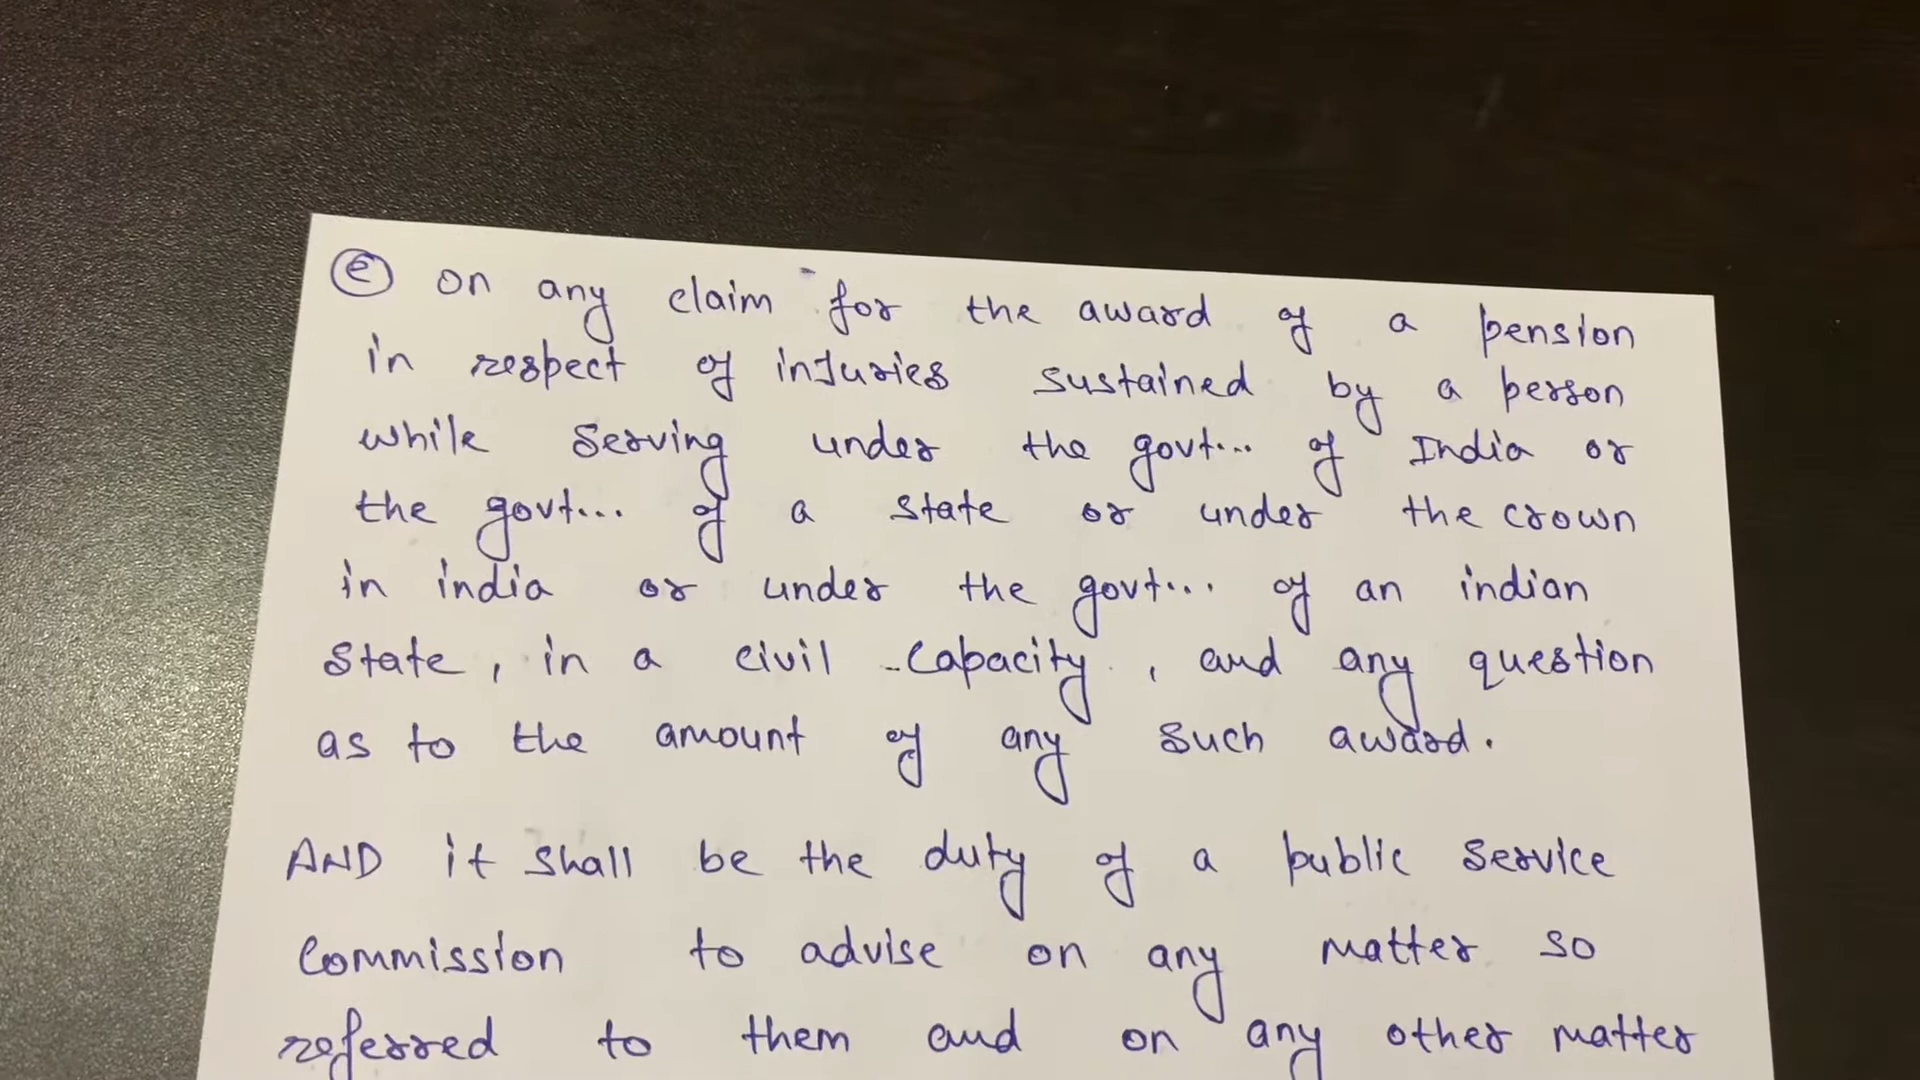 (e) on any claim for the award of a pension
in respect of injuries sustained by a person
while serving under the govt... of India or
the govt... of a state or under the crown
in india or under the govt... of an indian
state, in a civil capacity, and any question
as to the amount of any such award.
AND it shall be the duty of a public service
commission to advise on any matter so
referred to them and on any other matter